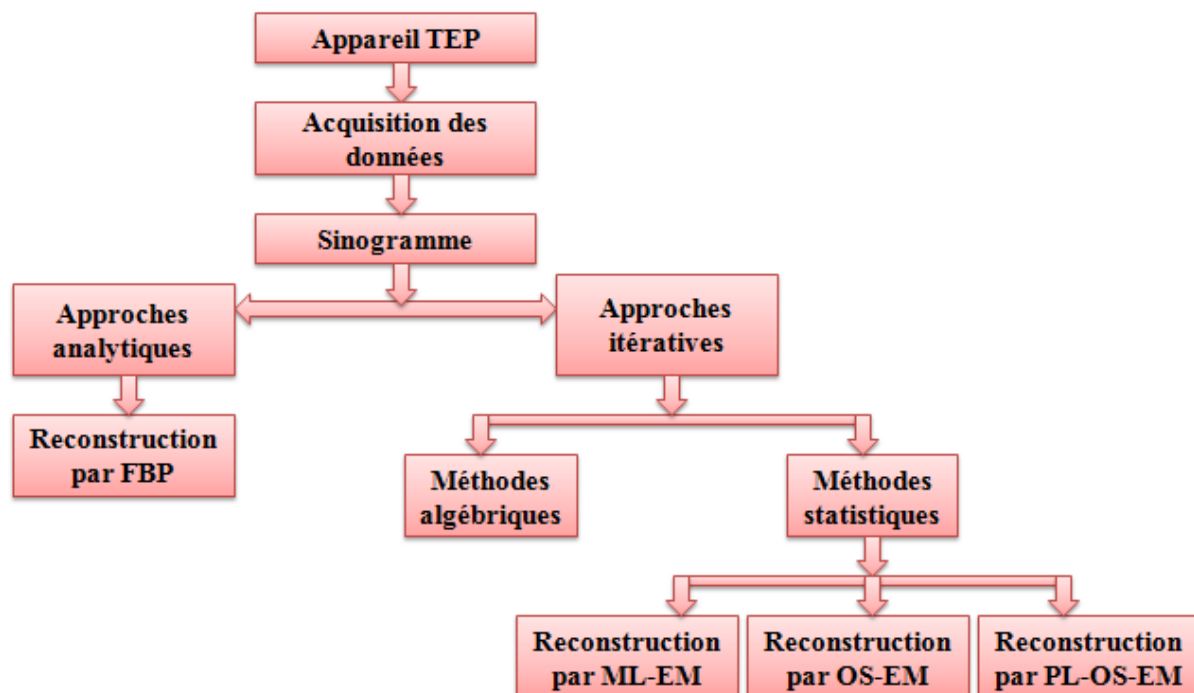 Appareil TEP
Acquisition des
données
Sinogramme
Approches
analytiques
Approches
itératives
Reconstruction
par FBP
Méthodes
algébriques
Méthodes
statistiques
Reconstruction
par ML-EM
Reconstruction
par OS-EM
Reconstruction
par PL-OS-EM